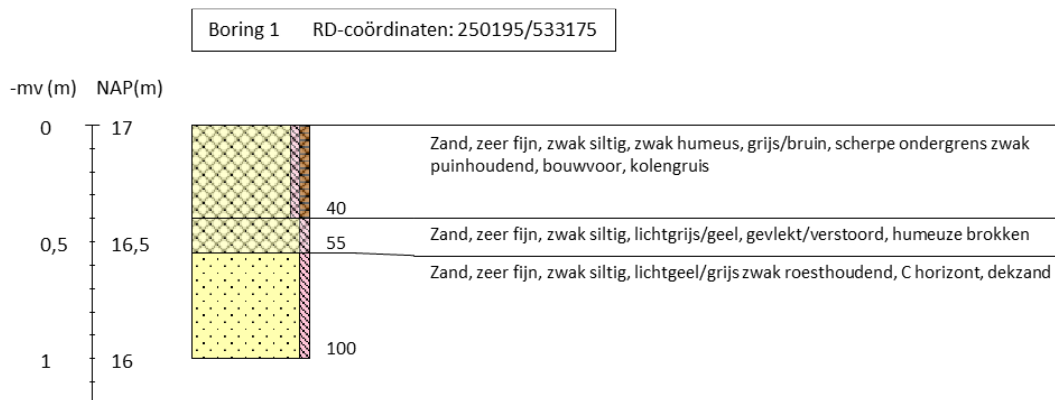 Boring 1 RD-coördinaten: 250195/533175
-mv (m) NAP(m)
0 17
Zand, zeer fijn, zwak siltig, zwak humeus, grijs/bruin, scherpe ondergrens zwak
puinhoudend, bouwvoor, kolengruis
40
0,5 16,5
55
Zand, zeer fijn, zwak siltig, lichtgrijs/geel, gevlekt/verstoord, humeuze brokken
Zand, zeer fijn, zwak siltig, lichtgeel/grijs zwak roesthoudend, C horizont, dekzand
100
1 16